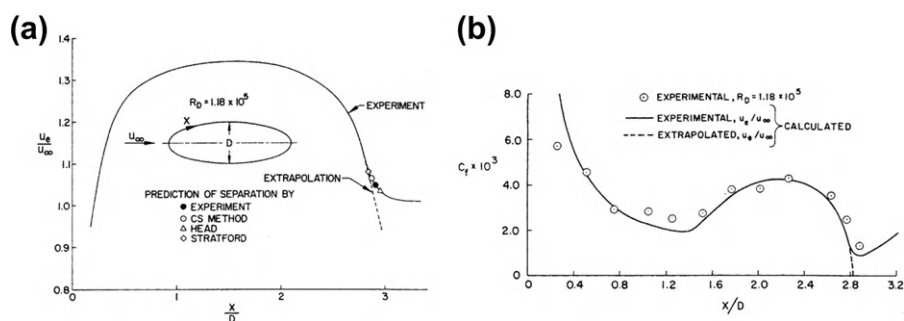 (a)
1.4
1.3
1.2
1.1
1.0
0.9
0.8
u_e
u_∞
R_D = 1.18 x 10^5
X
u_∞
D
EXPERIMENT
EXTRAPOLATION
PREDICTION OF SEPARATION BY
● EXPERIMENT
○ CS METHOD
△ HEAD
◇ STRATFORD
0 1 2 3
X
D
(b)
8.0
6.0
C_f x 10^3
4.0
2.0
0
⊙ EXPERIMENTAL, R_D = 1.18 x 10^5
EXPERIMENTAL, u_e/u_∞
EXTRAPOLATED, u_e/u_∞
CALCULATED
0 0.4 0.8 1.2 1.6 2.0 2.4 2.8 3.2
X/D